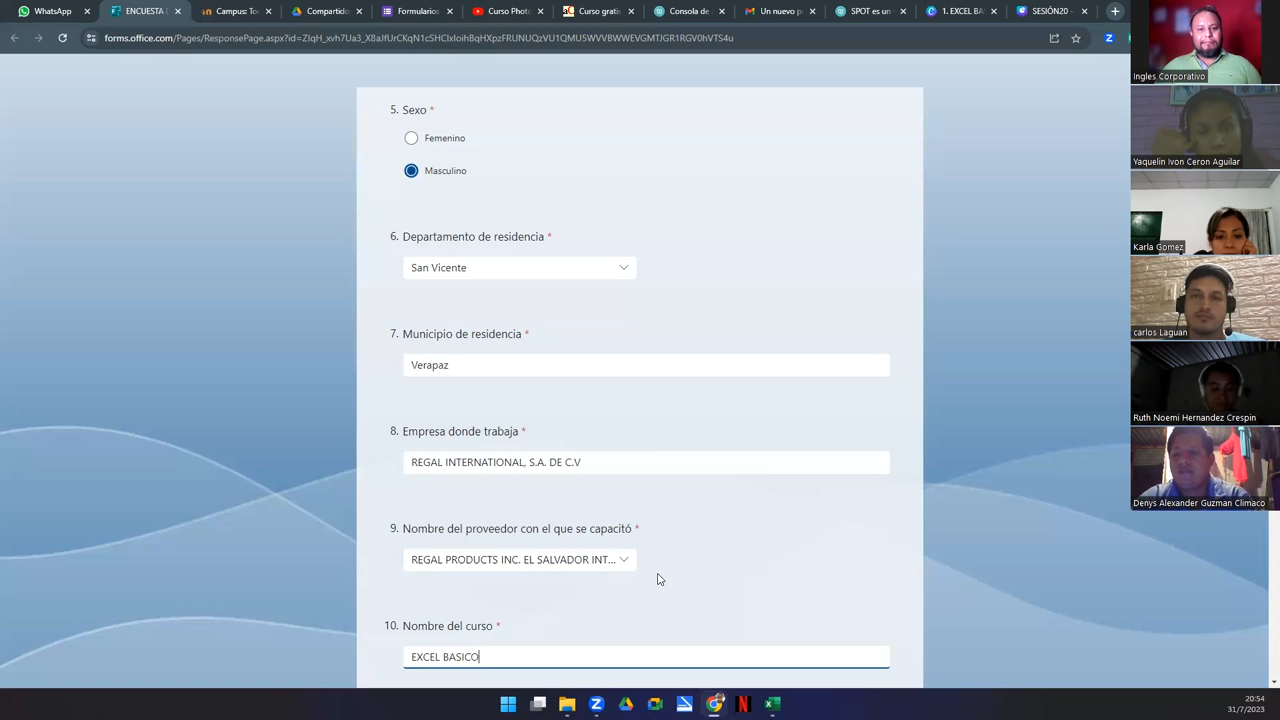 WhatsApp
ENCUESTA E
Campus: Tod
Compartido
Formularios
Curso Photo
Curso gratis
Consola de
Un nuevo p
SPOT es un
1. EXCEL BA
SESIÓN20 -
forms.office.com/Pages/ResponsePage.aspx?id=
5. Sexo *
Femenino
Masculino
6. Departamento de residencia *
San Vicente
7. Municipio de residencia *
Verapaz
8. Empresa donde trabaja *
REGAL INTERNATIONAL, S.A. DE C.V
9. Nombre del proveedor con el que se capacitó *
REGAL PRODUCTS INC. EL SALVADOR INT...
10. Nombre del curso *
EXCEL BASICO
Ingles Corporativo
Yaquelin Ivon Ceron Aguilar
Karla Gomez
carlos Laguan
Ruth Noemi Hernandez Crespin
Denys Alexander Guzman Climaco
20:54
31/7/2023